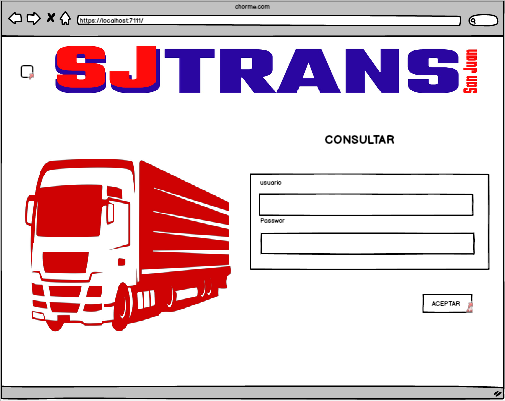 chorme.com
https://localhost:7111/
SJTRANS
San Juan
CONSULTAR
usuario
Passwor
ACEPTAR